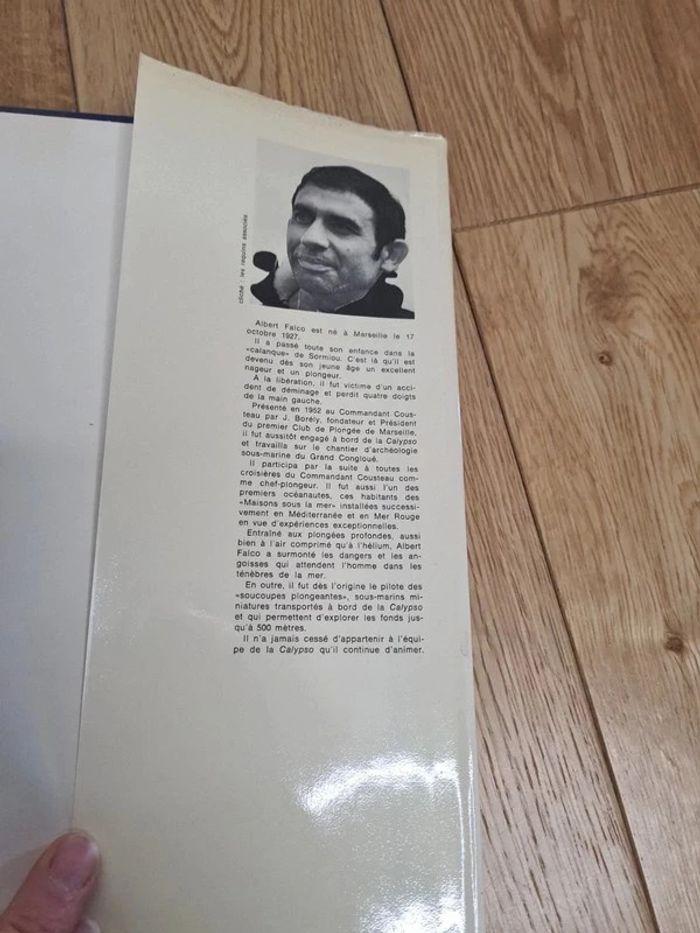 cliché : les requins associés
Albert Falco est né à Marseille le 17
octobre 1927.
Il a passé toute son enfance dans la
«calanque» de Sormiou. C'est là qu'il est
devenu dès son jeune âge un excellent
nageur et un plongeur.
A la libération, il fut victime d'un acci-
dent de déminage et perdit quatre doigts
de la main gauche.
Présenté en 1952 au Commandant Cous-
teau par J. Borély, fondateur et Président
du premier Club de Plongée de Marseille,
il fut aussitôt engagé à bord de la Calypso
et travailla sur le chantier d'archéologie
sous-marine du Grand Congloué.
Il participa par la suite à toutes les
croisières du Commandant Cousteau com-
me chef-plongeur. Il fut aussi l'un des
premiers océanautes, ces habitants des
«Maisons sous la mer» installées successi-
vement en Méditerranée et en Mer Rouge
en vue d'expériences exceptionnelles.
Entraîné aux plongées profondes, aussi
bien à l'air comprimé qu'à l'hélium, Albert
Falco a surmonté les dangers et les an-
goisses qui attendent l'homme dans les
ténèbres de la mer.
En outre, il fut dès l'origine le pilote des
«soucoupes plongeantes», sous-marins mi-
niatures transportés à bord de la Calypso
et qui permettent d'explorer les fonds jus-
qu'à 500 mètres.
Il n'a jamais cessé d'appartenir à l'équi-
pe de la Calypso qu'il continue d'animer.